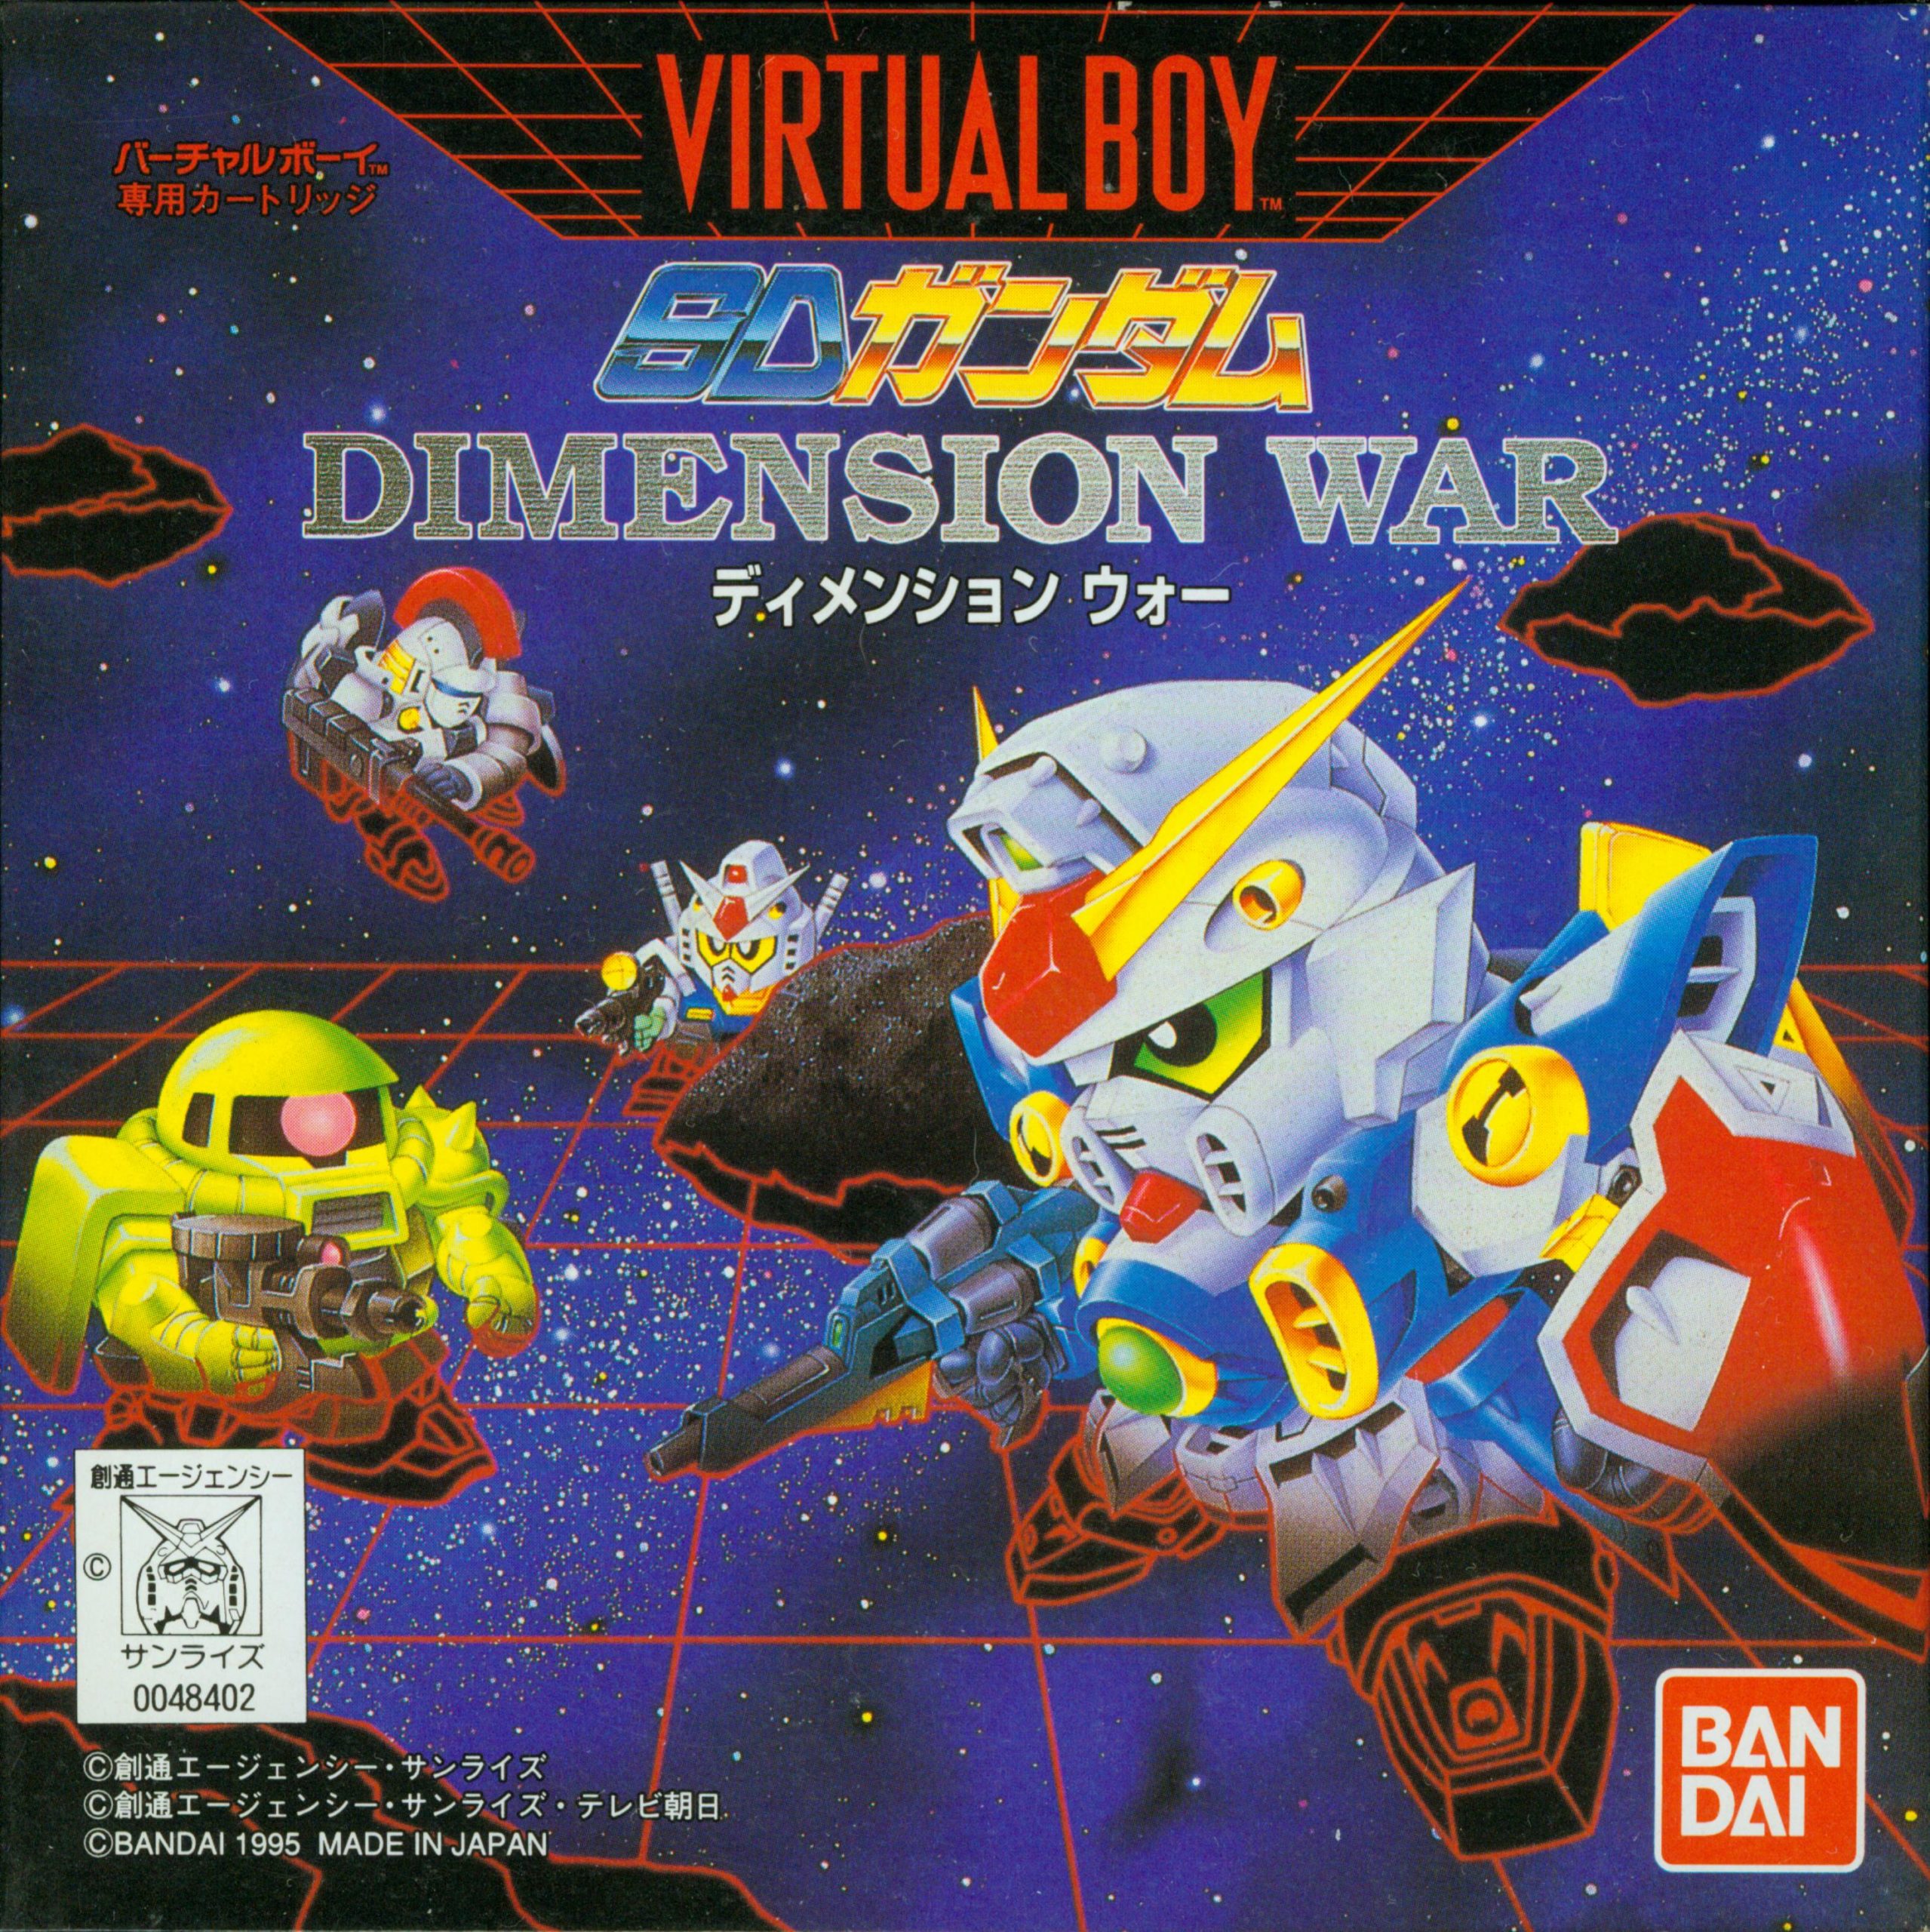 VIRTUAL BOY™
バーチャルボーイ™
専用カートリッジ
SDガンダム
DIMENSION WAR
ディメンション ウォー
創通エージェンシー
©
サンライズ
0048402
©創通エージェンシー・サンライズ
©創通エージェンシー・サンライズ・テレビ朝日
©BANDAI 1995 MADE IN JAPAN
BAN
DAI